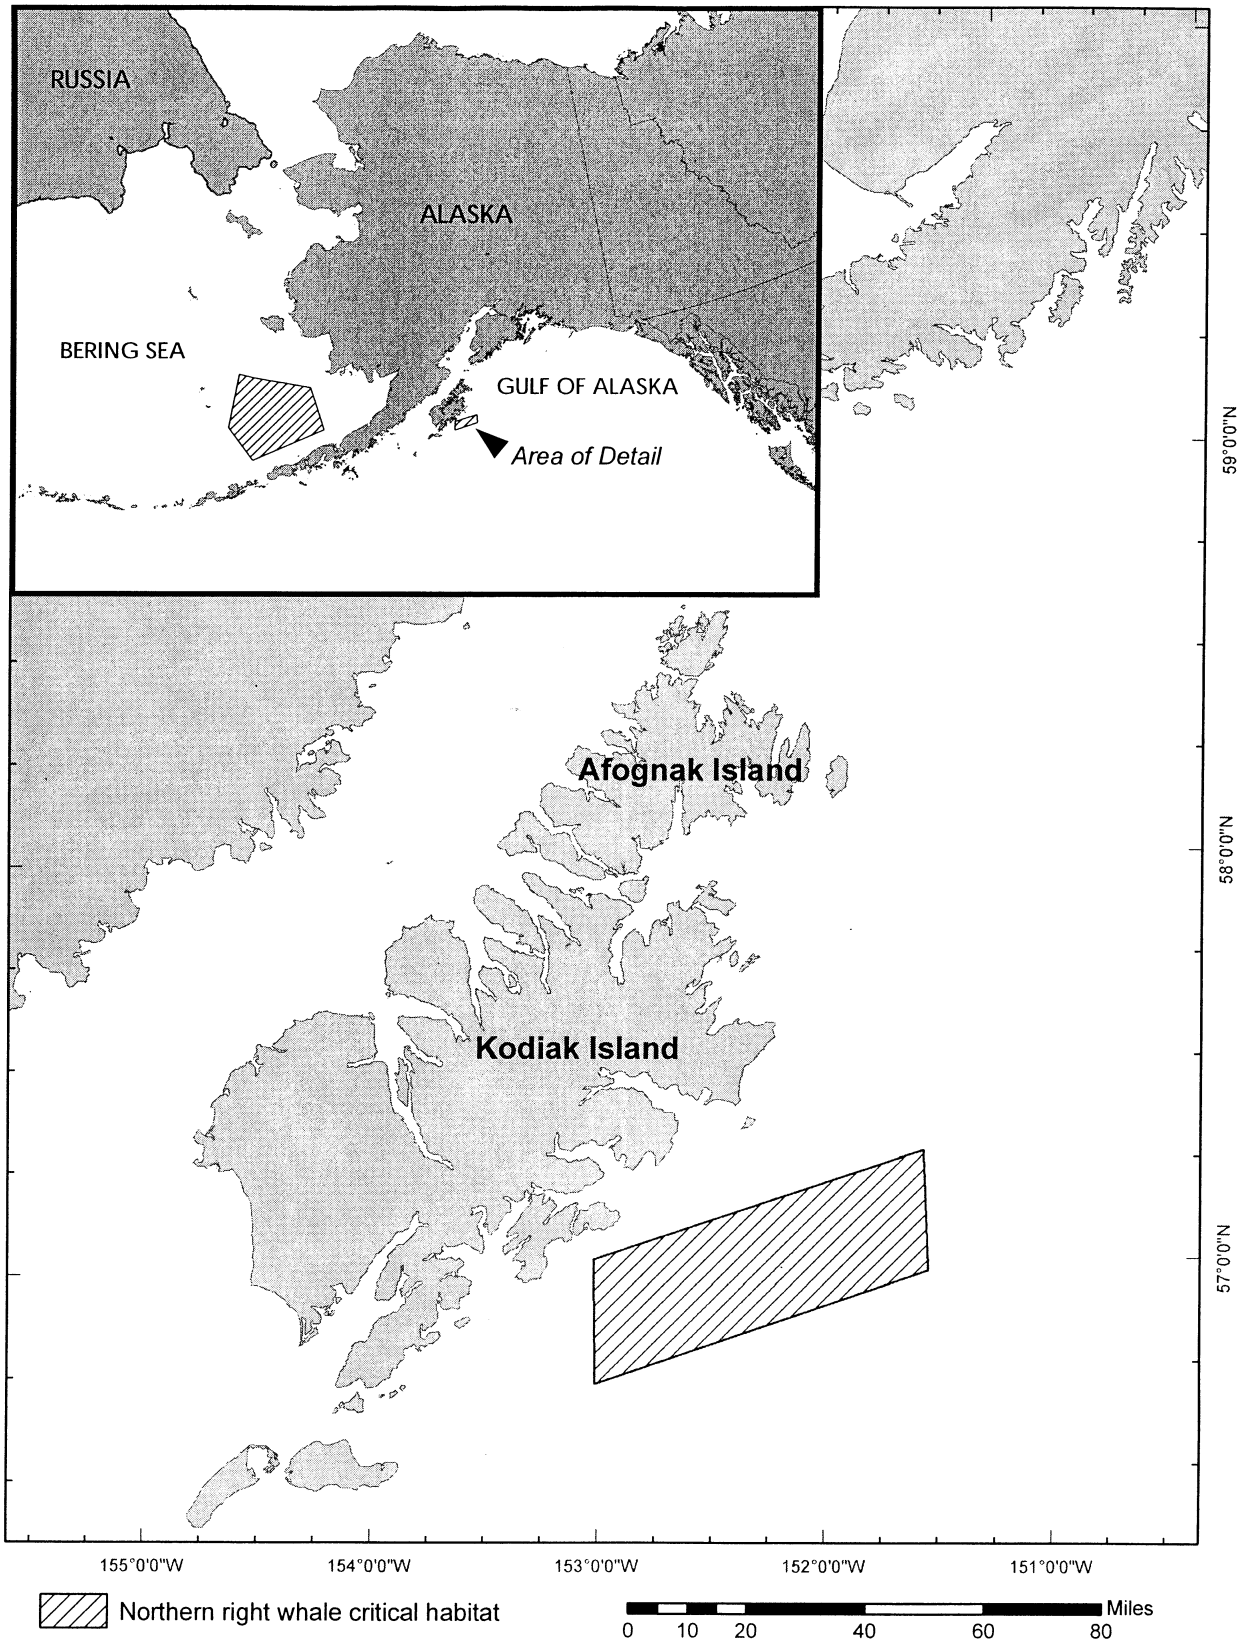 RUSSIA
ALASKA
BERING SEA
GULF OF ALASKA
Area of Detail
59°0'0"N
Afognak Island
58°0'0"N
Kodiak Island
57°0'0"N
155°0'0"W 154°0'0"W 153°0'0"W 152°0'0"W 151°0'0"W
Northern right whale critical habitat
Miles
0 10 20 40 60 80